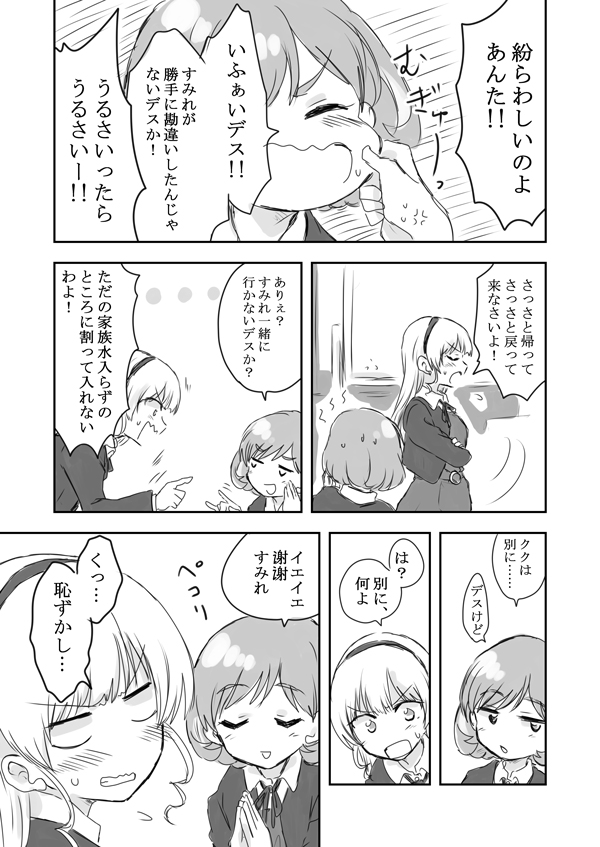 紛らわしいのよ
あんた!!
むぎゅーっ
いふぁいデス!!
すみれが
勝手に勘違いしたんじゃ
ないデスか!
うるさいったら
うるさいー!!
さっさと帰って
さっさと戻って
来なさいよ!
ありぇ?
すみれ一緒に
行かないデスか?
ただの家族水入らずの
ところに割って入れない
わよ!
ククは
別に……
デスけど
は?
別に、
何よ
イエイエ
謝謝
すみれ
ペコリ
くっ…
恥ずかし…